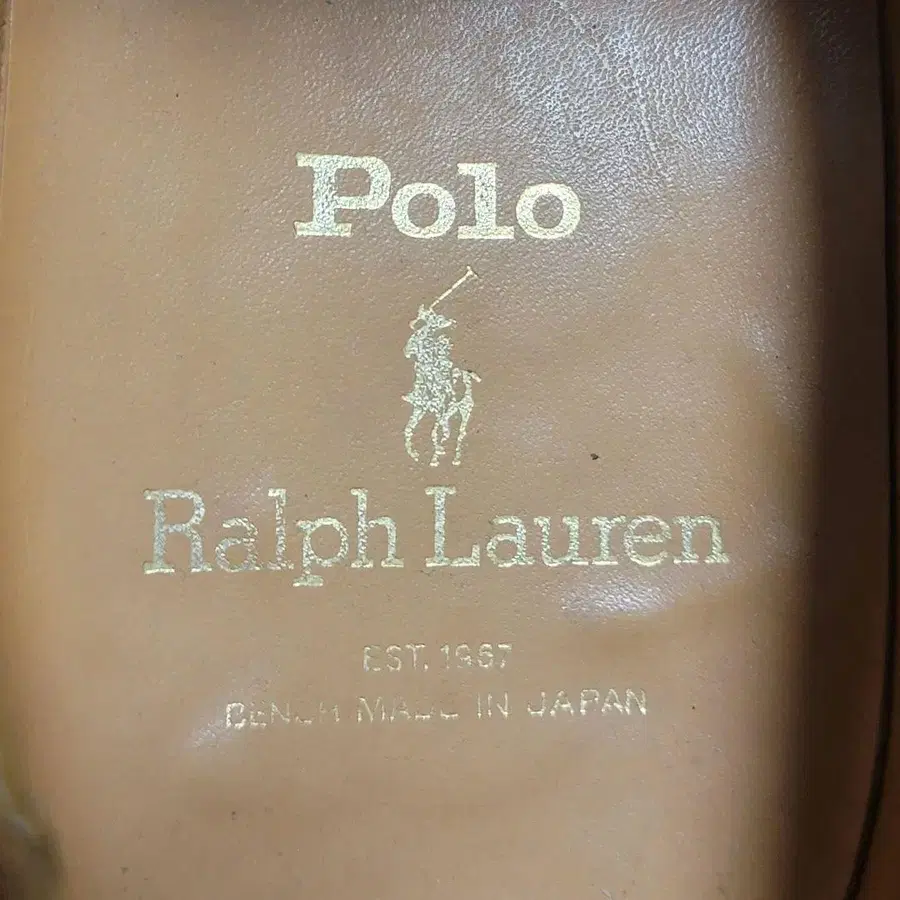 Polo
Ralph Lauren
EST. 1967
BENCH MADE IN JAPAN